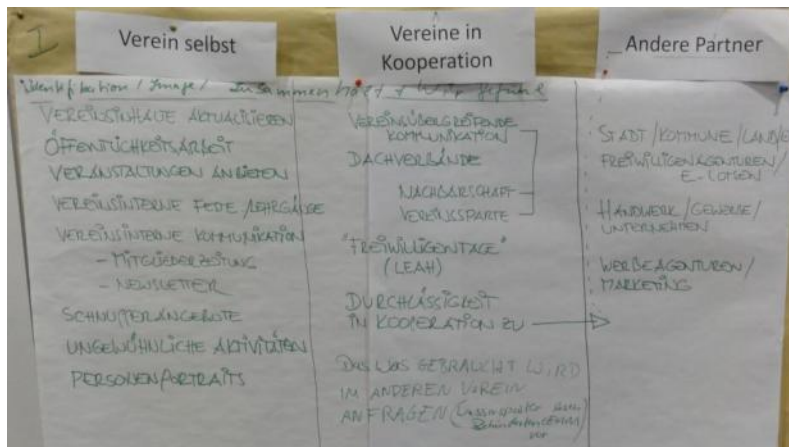 I
Verein selbst
Vereine in
Kooperation
Andere Partner
Identifikation / Image / Zusammenhalt + Wir-Gefühl
VEREINSINHALTE AKTUALISIEREN
ÖFFENTLICHKEITSARBEIT
VERANSTALTUNGEN ANBIETEN
VEREINSINTERNE FESTE / LEHRGÄNGE
VEREINSINTERNE KOMMUNIKATION
– MITGLIEDERZEITUNG
– NEWSLETTER
SCHNUPPERANGEBOTE
UNGEWÖHNLICHE AKTIVITÄTEN
PERSONENPORTRAITS
VEREINSÜBERGREIFENDE
KOMMUNIKATION
DACHVERBÄNDE
NACHBARSCHAFT
VEREINSSPARTE
"FREIWILLIGENTAGE"
(LEAH)
DURCHLÄSSIGKEIT
IN KOOPERATION ZU
DAS WAS GEBRAUCHT WIRD
IM ANDEREN VEREIN
ANFRAGEN
STADT / KOMMUNE / LAND/E
FREIWILLIGENAGENTUREN /
E-LOTSEN
HANDWERK / GEWERBE /
UNTERNEHMEN
WERBEAGENTUREN /
MARKETING